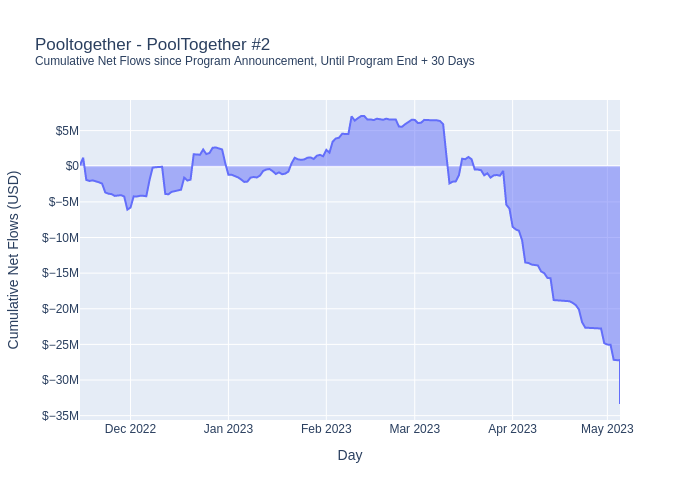 Pooltogether - PoolTogether #2
Cumulative Net Flows since Program Announcement, Until Program End + 30 Days
Cumulative Net Flows (USD)
$5M
$0
$−5M
$−10M
$−15M
$−20M
$−25M
$−30M
$−35M
Dec 2022
Jan 2023
Feb 2023
Mar 2023
Apr 2023
May 2023
Day